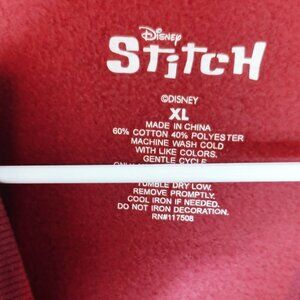 Disney
Stitch
©DISNEY
XL
MADE IN CHINA
60% COTTON 40% POLYESTER
MACHINE WASH COLD
WITH LIKE COLORS.
GENTLE CYCLE.
TUMBLE DRY LOW.
REMOVE PROMPTLY.
COOL IRON IF NEEDED.
DO NOT IRON DECORATION.
RN#117508